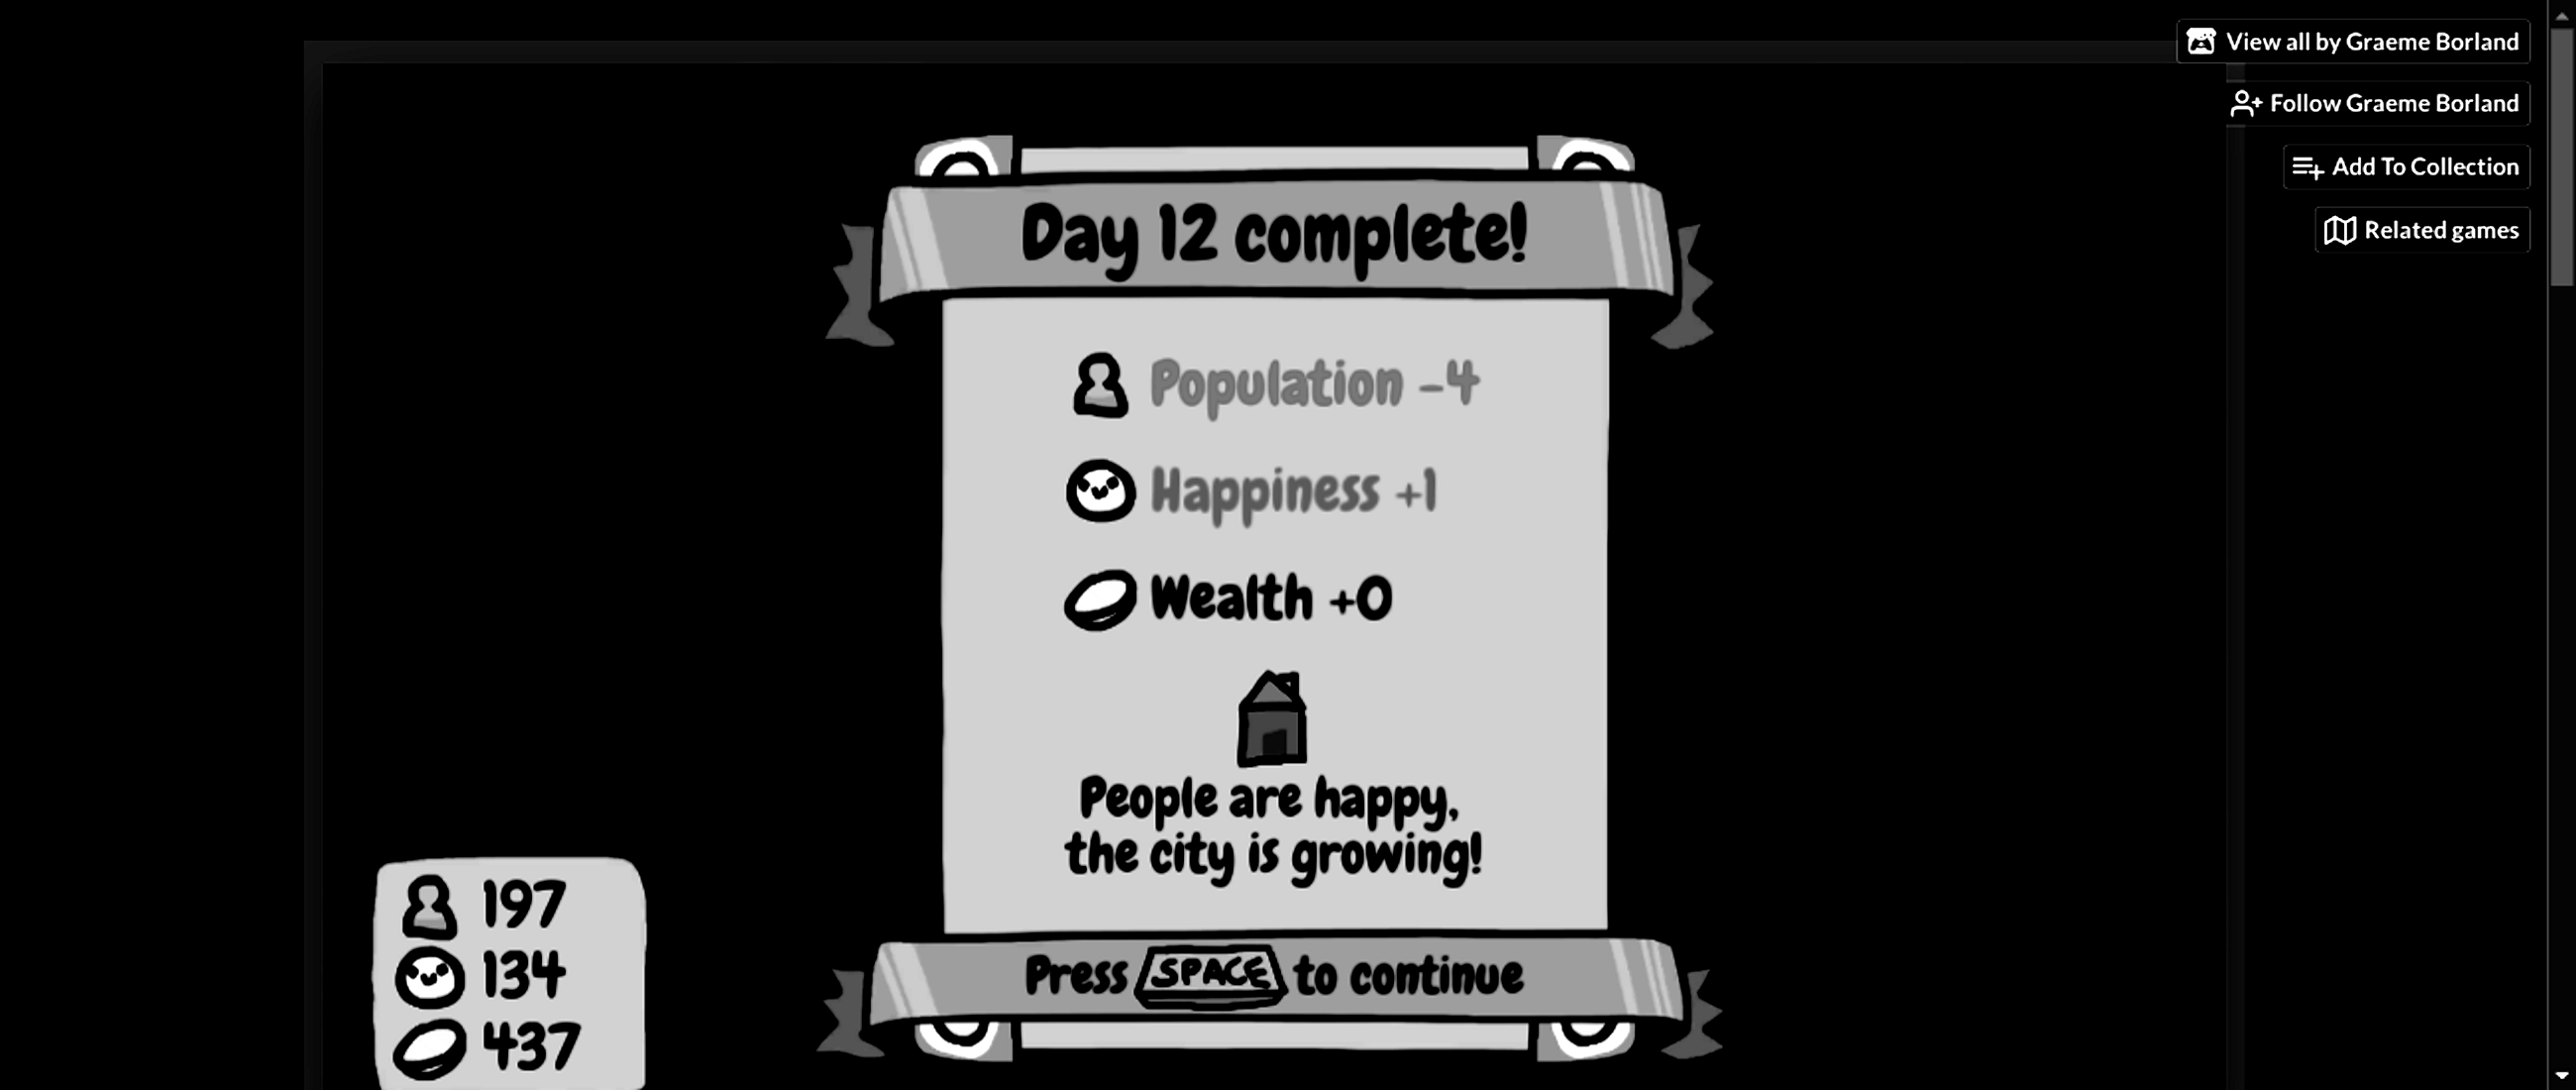 View all by Graeme Borland
Follow Graeme Borland
Add To Collection
Related games
Day 12 complete!
Population -4
Happiness +1
Wealth +0
People are happy,
the city is growing!
197
134
437
Press SPACE to continue